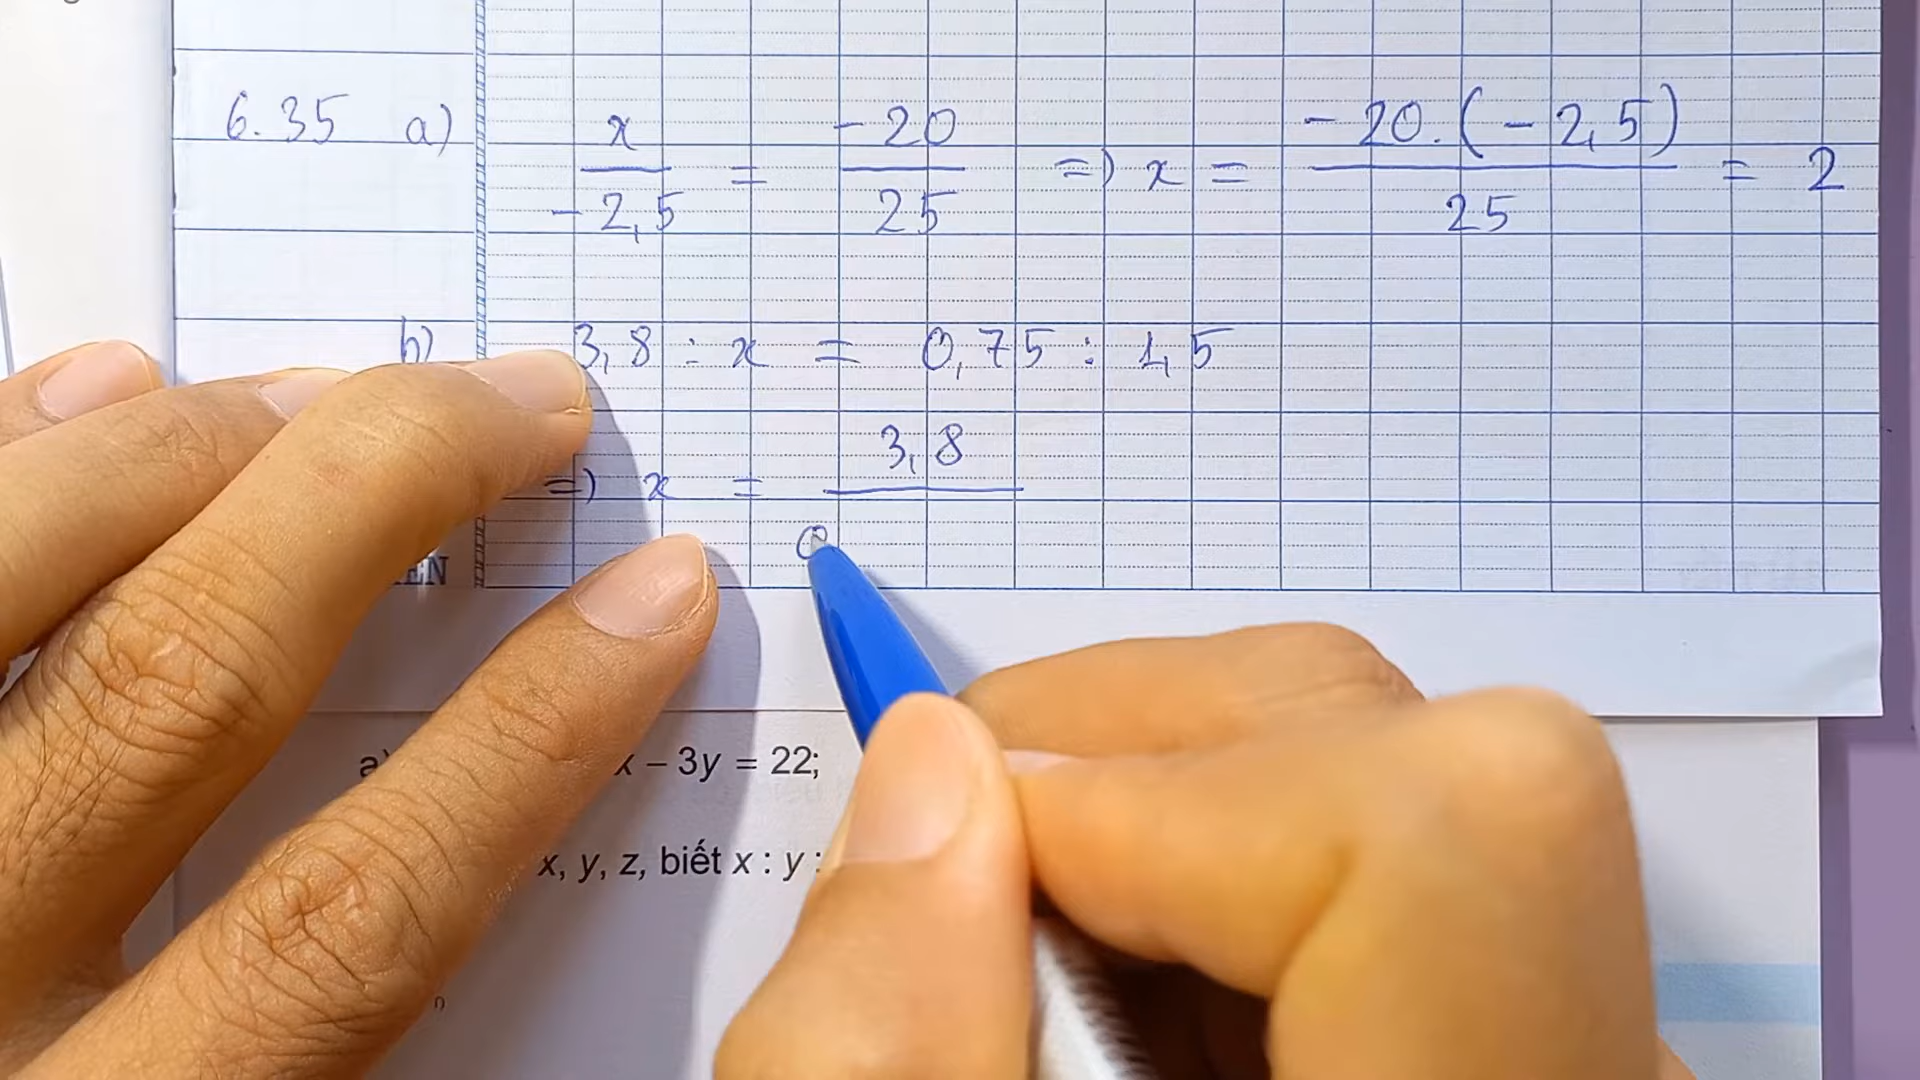 6.35 a) x/-2,5 = -20/25 => x = -20.(-2,5)/25 = 2
b) 3,8 : x = 0,75 : 1,5
=> x = 3,8/0
x – 3y = 22;
x, y, z, biết x : y :